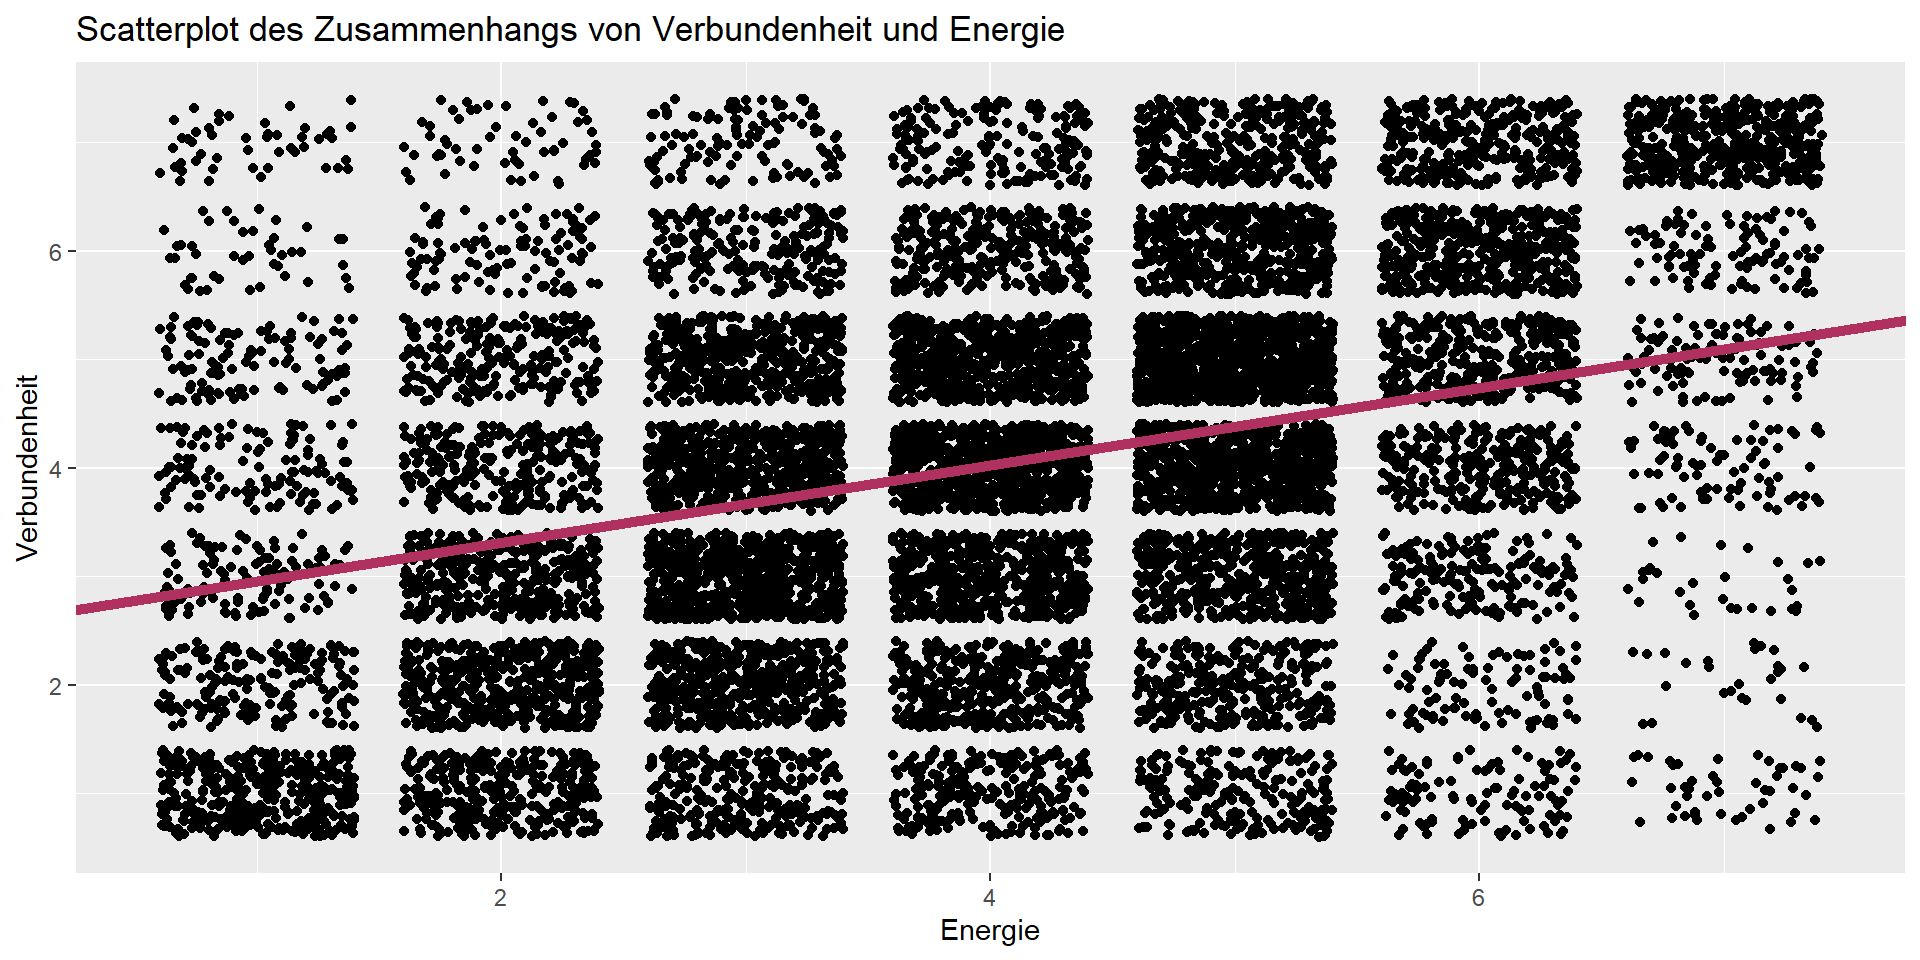 Scatterplot des Zusammenhangs von Verbundenheit und Energie
Verbundenheit
6
4
2
2 4 6
Energie